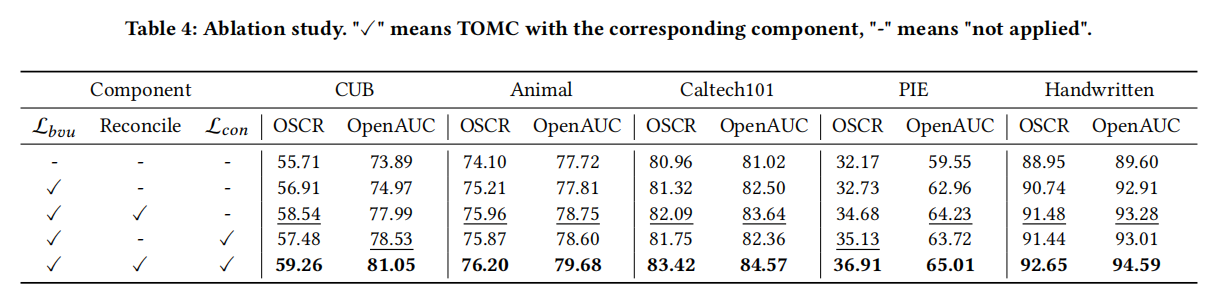 Table 4: Ablation study. "✓" means TOMC with the corresponding component, "-" means "not applied".
Component CUB Animal Caltech101 PIE Handwritten
ℒbvu Reconcile ℒcon OSCR OpenAUC OSCR OpenAUC OSCR OpenAUC OSCR OpenAUC OSCR OpenAUC
- - - 55.71 73.89 74.10 77.72 80.96 81.02 32.17 59.55 88.95 89.60
✓ - - 56.91 74.97 75.21 77.81 81.32 82.50 32.73 62.96 90.74 92.91
✓ ✓ - 58.54 77.99 75.96 78.75 82.09 83.64 34.68 64.23 91.48 93.28
✓ - ✓ 57.48 78.53 75.87 78.60 81.75 82.36 35.13 63.72 91.44 93.01
✓ ✓ ✓ 59.26 81.05 76.20 79.68 83.42 84.57 36.91 65.01 92.65 94.59